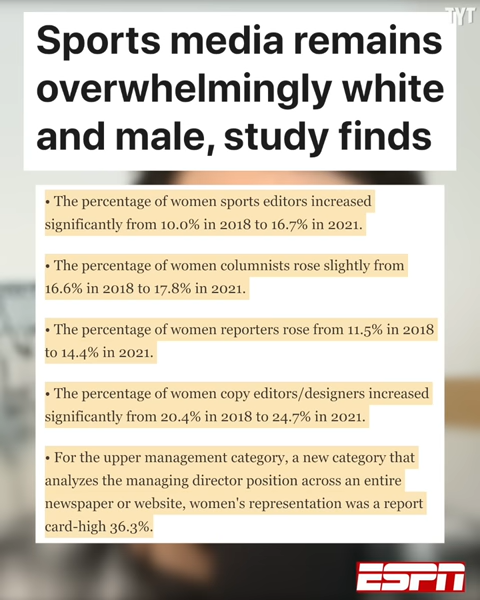 TYT
Sports media remains
overwhelmingly white
and male, study finds
• The percentage of women sports editors increased
significantly from 10.0% in 2018 to 16.7% in 2021.
• The percentage of women columnists rose slightly from
16.6% in 2018 to 17.8% in 2021.
• The percentage of women reporters rose from 11.5% in 2018
to 14.4% in 2021.
• The percentage of women copy editors/designers increased
significantly from 20.4% in 2018 to 24.7% in 2021.
• For the upper management category, a new category that
analyzes the managing director position across an entire
newspaper or website, women's representation was a report
card-high 36.3%.
ESPN